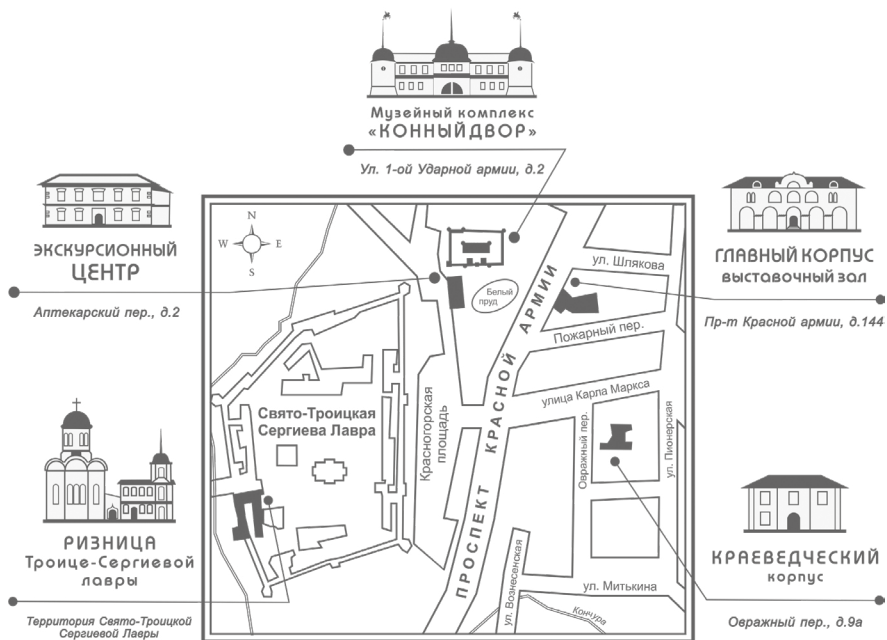 Музейный комплекс
«КОННЫЙ ДВОР»
Ул. 1-ой Ударной армии, д.2
ЭКСКУРСИОННЫЙ
ЦЕНТР
Аптекарский пер., д.2
ГЛАВНЫЙ КОРПУС
выставочный зал
Пр-т Красной армии, д.144
N
W
E
S
ул. Шлякова
Белый
пруд
Пожарный пер.
улица Карла Маркса
Свято-Троицкая
Сергиева Лавра
Красногорская
площадь
ПРОСПЕКТ КРАСНОЙ АРМИИ
Овражный пер.
ул. Пионерская
ул. Вознесенская
ул. Митькина
Кончура
РИЗНИЦА
Троице-Сергиевой
лавры
Территория Свято-Троицкой
Сергиевой Лавры
КРАЕВЕДЧЕСКИЙ
корпус
Овражный пер., д.9а